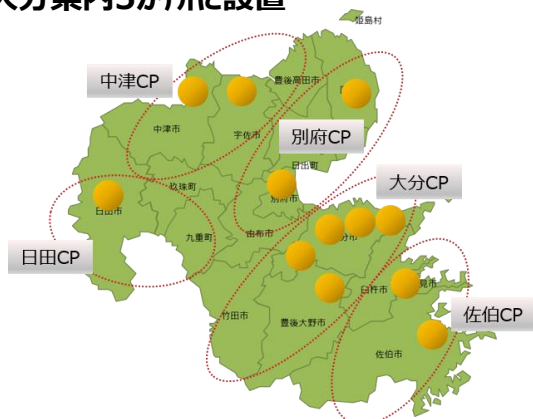 大分県内5か所に設置
姫島村
中津CP
豊後高田市
別府CP
中津市
宇佐市
日出町
大分CP
玖珠町
別府市
日田市
九重町
由布市
分市
日田CP
臼杵市
見市
竹田市
豊後大野市
佐伯CP
佐伯市